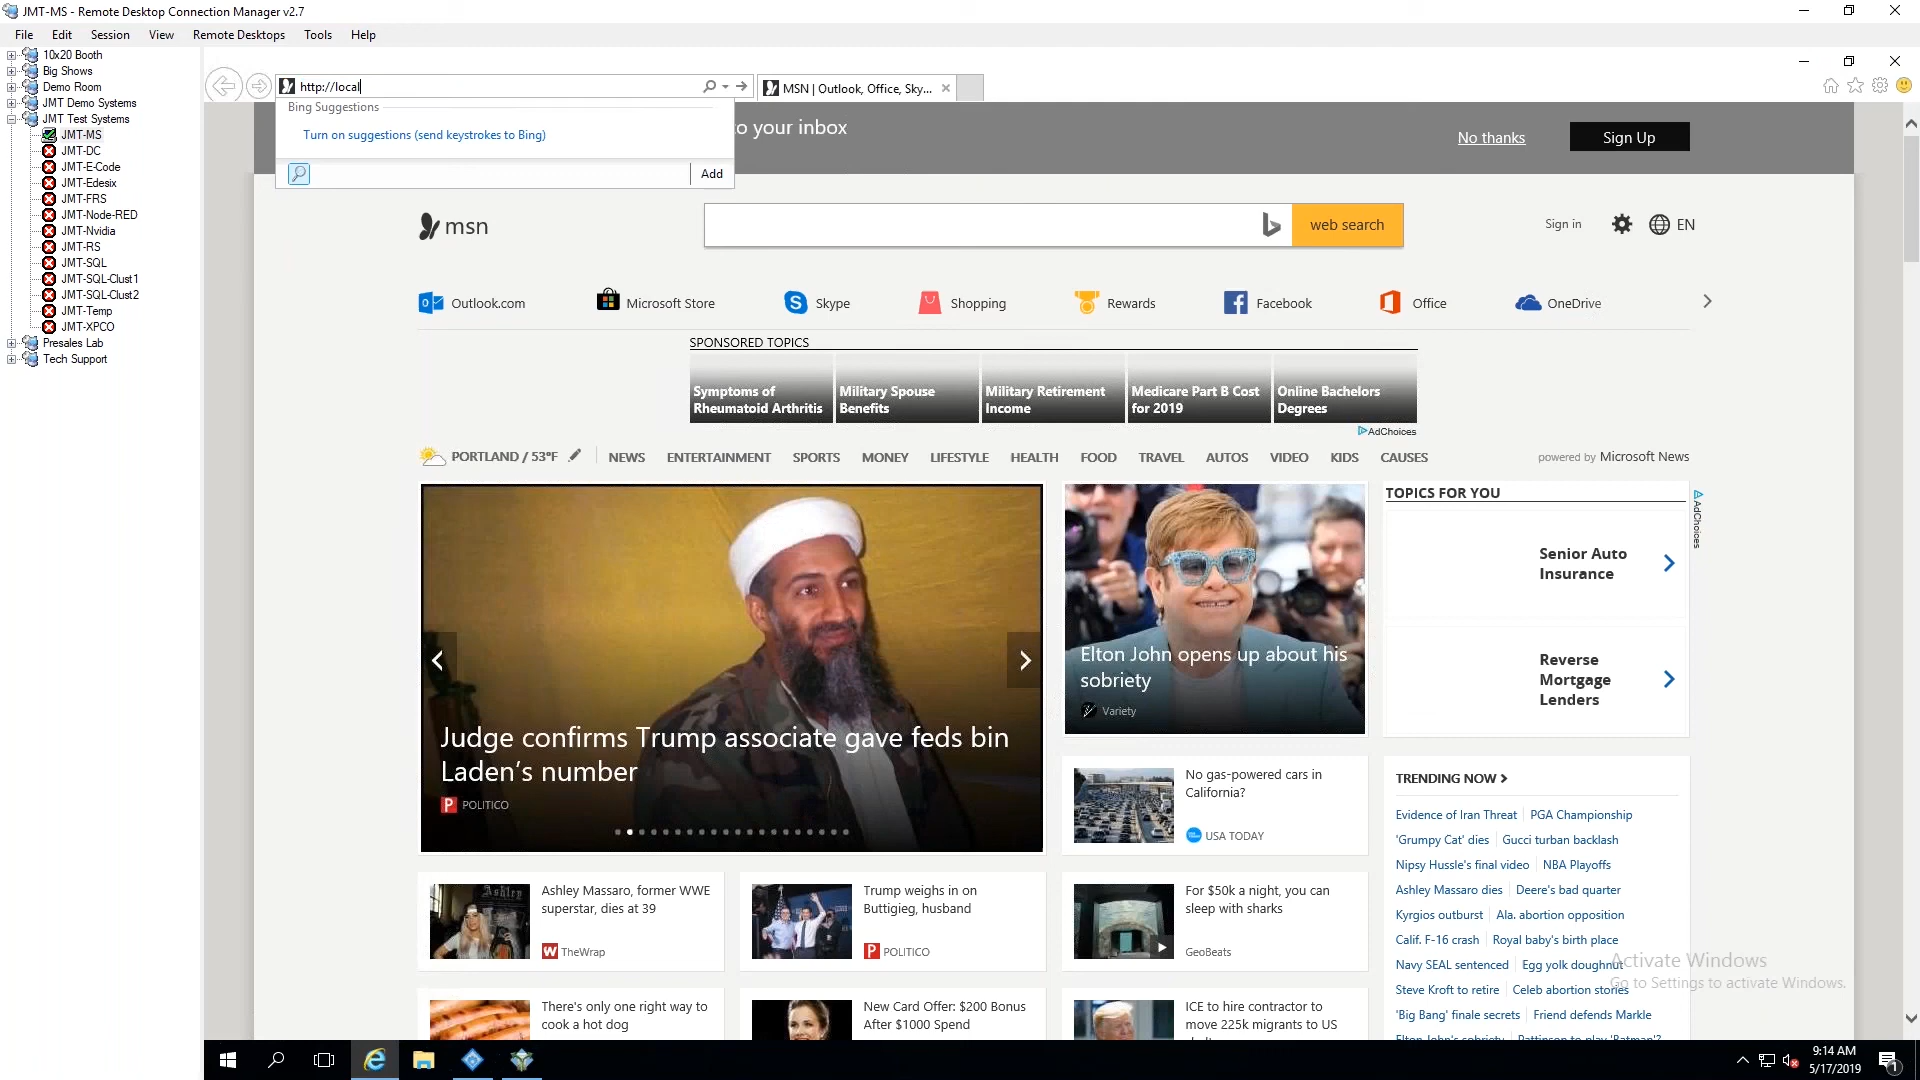 JMT-MS - Remote Desktop Connection Manager v2.7
File Edit Session View Remote Desktops Tools Help
10x20 Booth
Big Shows
Demo Room
JMT Demo Systems
JMT Test Systems
JMT-MS
JMT-DC
JMT-E-Code
JMT-Edesix
JMT-FRS
JMT-Node-RED
JMT-Nvidia
JMT-RS
JMT-SQL
JMT-SQL-Clust1
JMT-SQL-Clust2
JMT-Temp
JMT-XPCO
Presales Lab
Tech Support
http://local
MSN | Outlook, Office, Sky...
Bing Suggestions
Turn on suggestions (send keystrokes to Bing)
Add
to your inbox
No thanks
Sign Up
msn
web search
Sign in
EN
Outlook.com
Microsoft Store
Skype
Shopping
Rewards
Facebook
Office
OneDrive
SPONSORED TOPICS
Symptoms of
Rheumatoid Arthritis
Military Spouse
Benefits
Military Retirement
Income
Medicare Part B Cost
for 2019
Online Bachelors
Degrees
AdChoices
PORTLAND / 53°F
NEWS ENTERTAINMENT SPORTS MONEY LIFESTYLE HEALTH FOOD TRAVEL AUTOS VIDEO KIDS CAUSES
powered by Microsoft News
Judge confirms Trump associate gave feds bin
Laden's number
POLITICO
Elton John opens up about his
sobriety
Variety
TOPICS FOR YOU
AdChoices
Senior Auto
Insurance
Reverse
Mortgage
Lenders
No gas-powered cars in
California?
USA TODAY
Ashley Massaro, former WWE
superstar, dies at 39
TheWrap
Trump weighs in on
Buttigieg, husband
POLITICO
For $50k a night, you can
sleep with sharks
GeoBeats
There's only one right way to
cook a hot dog
New Card Offer: $200 Bonus
After $1000 Spend
ICE to hire contractor to
move 225k migrants to US
TRENDING NOW
Evidence of Iran Threat PGA Championship
'Grumpy Cat' dies Gucci turban backlash
Nipsy Hussle's final video NBA Playoffs
Ashley Massaro dies Deere's bad quarter
Kyrgios outburst Ala. abortion opposition
Calif. F-16 crash Royal baby's birth place
Navy SEAL sentenced Egg yolk doughnut
Steve Kroft to retire Celeb abortion stories
'Big Bang' finale secrets Friend defends Markle
Elton John's sobriety Pattinson to play 'Batman'?
Activate Windows
Go to Settings to activate Windows.
9:14 AM
5/17/2019
1